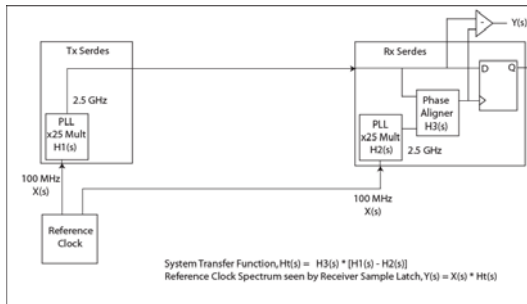 Tx Serdes
Rx Serdes
Y(s)
-
2.5 GHz
D
Q
PLL
x25 Mult
H1(s)
Phase
Aligner
H3(s)
PLL
x25 Mult
H2(s)
2.5 GHz
100 MHz
X(s)
100 MHz
X(s)
Reference
Clock
System Transfer Function, Ht(s) = H3(s) * [H1(s) - H2(s)]
Reference Clock Spectrum seen by Receiver Sample Latch, Y(s) = X(s) * Ht(s)